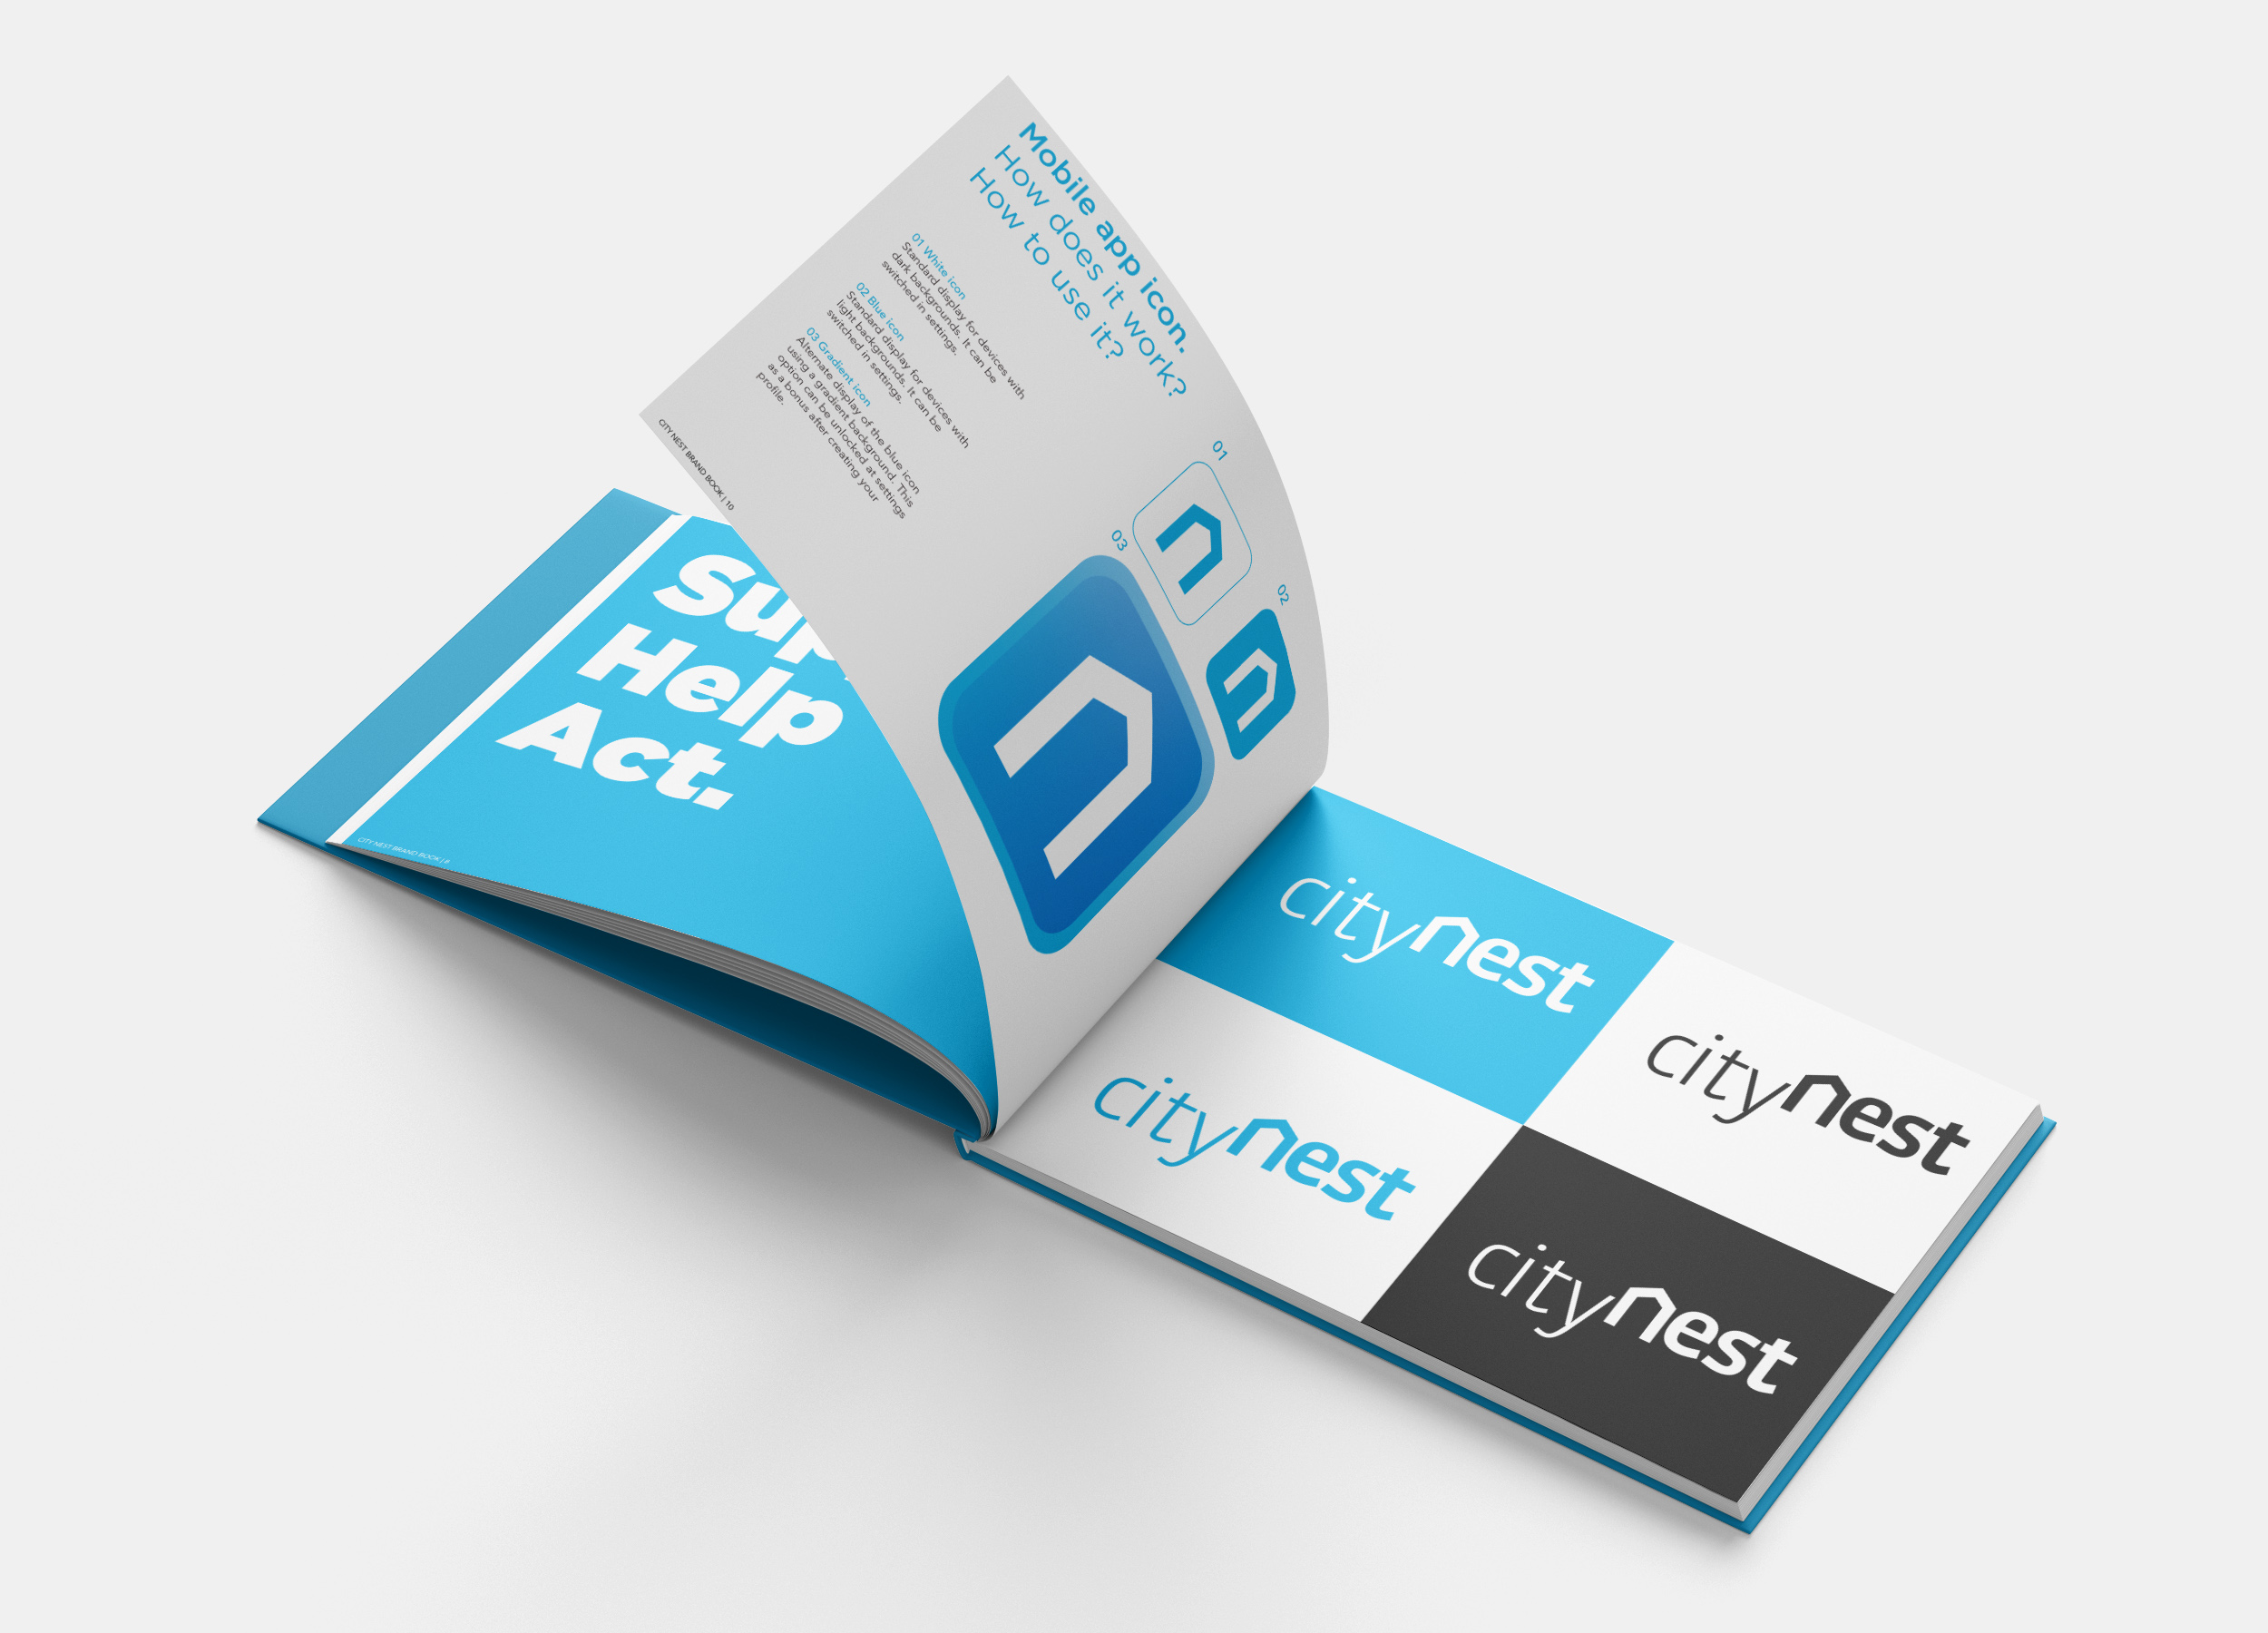 Help
Act.
CITY NEST BRAND BOOK | 8
Mobile app icon.
How does it work?
How to use it?
01 White icon
Standard display for devices with
dark backgrounds. It can be
switched in settings.
02 Blue icon
Standard display for devices with
light backgrounds. It can be
switched in settings.
03 Gradient icon
Alternate display of the blue icon
using a gradient background. This
option can be unlocked at settings
as a bonus after creating your
profile.
CITY NEST BRAND BOOK | 10
01
02
03
citynest
citynest
citynest
citynest